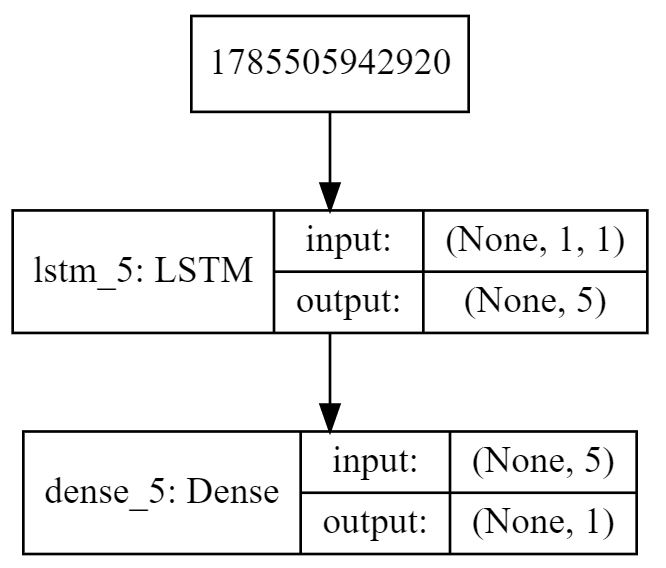 1785505942920
lstm_5: LSTM
input:
(None, 1, 1)
output:
(None, 5)
dense_5: Dense
input:
(None, 5)
output:
(None, 1)